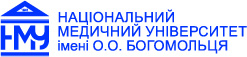 НМУ
НАЦІОНАЛЬНИЙ
МЕДИЧНИЙ УНІВЕРСИТЕТ
імені О.О. БОГОМОЛЬЦЯ